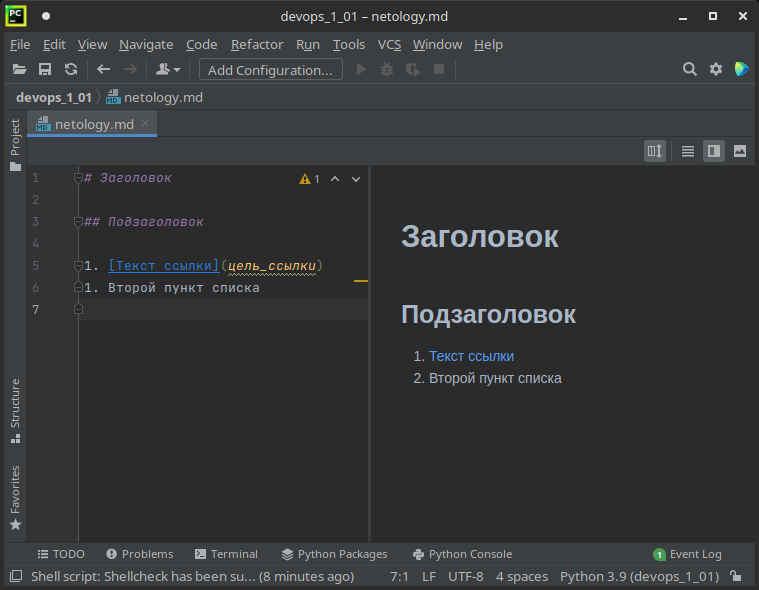 PC
devops_1_01 – netology.md
File Edit View Navigate Code Refactor Run Tools VCS Window Help
Add Configuration...
devops_1_01 netology.md
netology.md
Project
1 # Заголовок 1
2
3 ## Подзаголовок
4
5 1. [Текст ссылки](цель_ссылки)
6 1. Второй пункт списка
7
Заголовок
Подзаголовок
1. Текст ссылки
2. Второй пункт списка
Structure
Favorites
TODO Problems Terminal Python Packages Python Console 1 Event Log
Shell script: Shellcheck has been su... (8 minutes ago) 7:1 LF UTF-8 4 spaces Python 3.9 (devops_1_01)